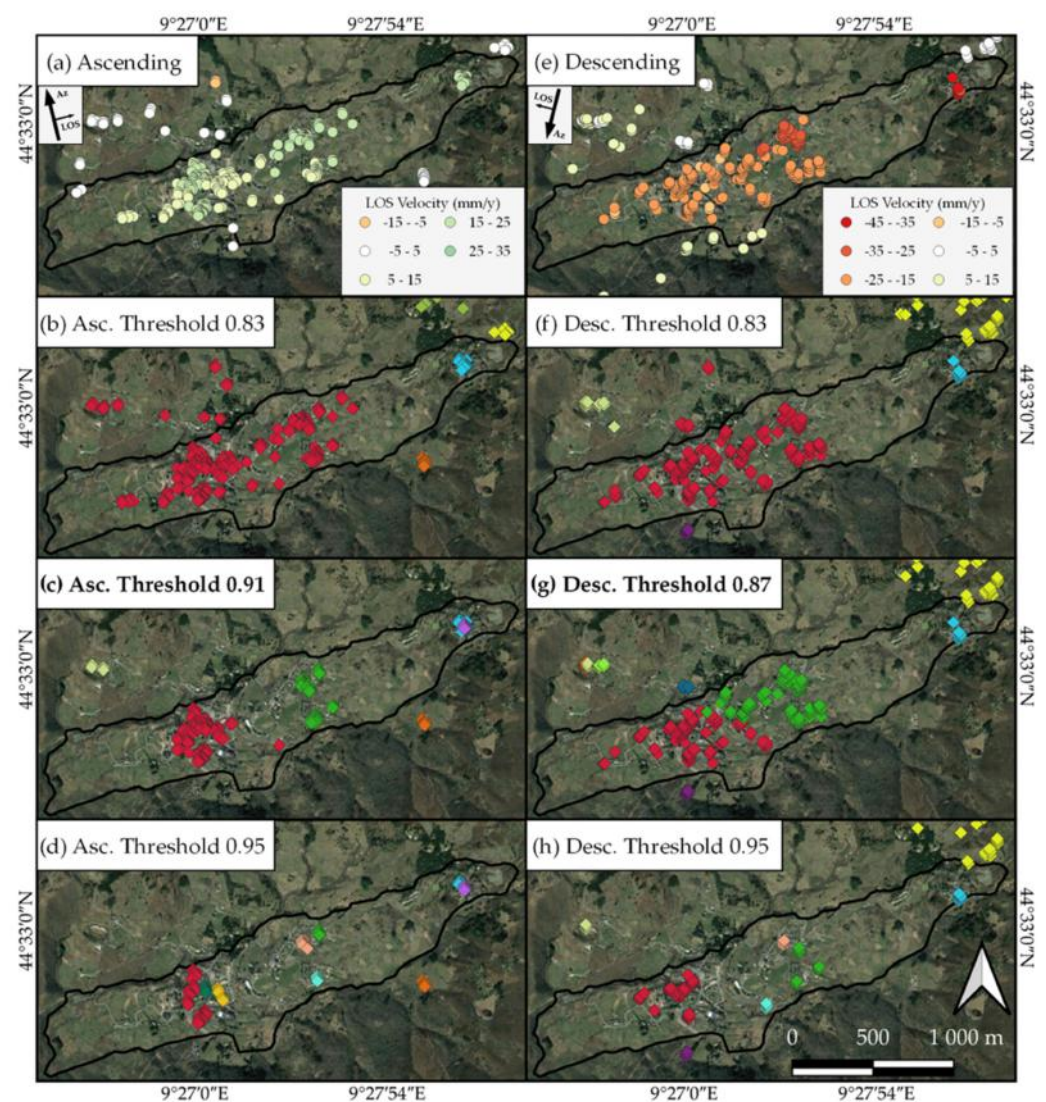 9°27′0″E 9°27′54″E 9°27′0″E 9°27′54″E
(a) Ascending
(e) Descending
Az
LOS
LOS
Az
44°33′0″N
44°33′0″N
LOS Velocity (mm/y)
-15 - -5 15 - 25
-5 - 5 25 - 35
5 - 15
LOS Velocity (mm/y)
-45 - -35 -15 - -5
-35 - -25 -5 - 5
-25 - -15 5 - 15
(b) Asc. Threshold 0.83
(f) Desc. Threshold 0.83
44°33′0″N
44°33′0″N
(c) Asc. Threshold 0.91
(g) Desc. Threshold 0.87
44°33′0″N
44°33′0″N
(d) Asc. Threshold 0.95
(h) Desc. Threshold 0.95
44°33′0″N
44°33′0″N
0 500 1 000 m
9°27′0″E 9°27′54″E 9°27′0″E 9°27′54″E